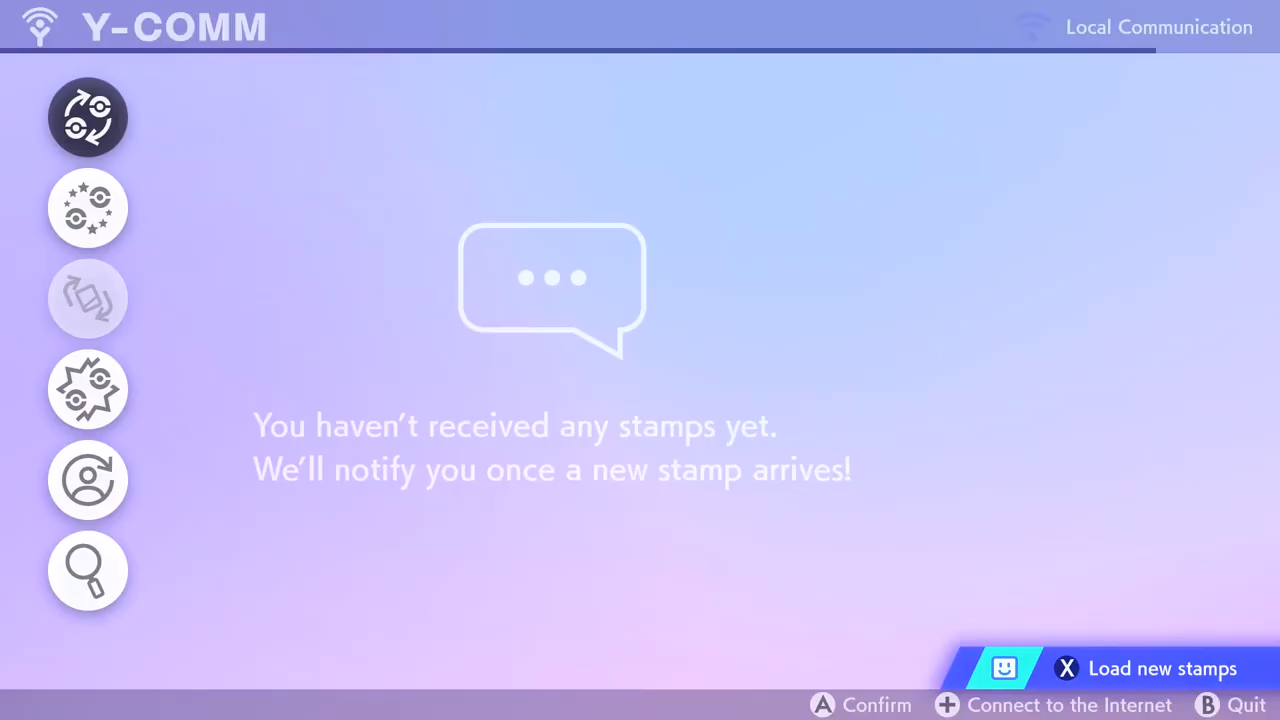 Y-COMM
Local Communication
You haven't received any stamps yet.
We'll notify you once a new stamp arrives!
X Load new stamps
A Confirm + Connect to the Internet B Quit